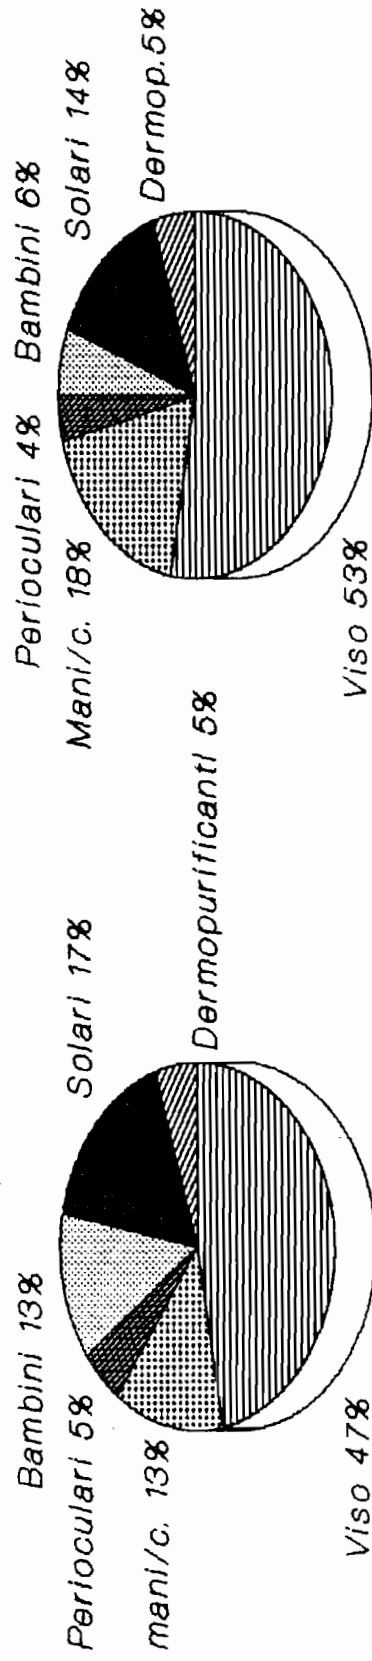 Bambini 13%
Perioculari 5%
Solari 17%
mani/c. 13%
Dermopurificanti 5%
Viso 47%
Perioculari 4%
Bambini 6%
Mani/c. 18%
Solari 14%
Dermop.5%
Viso 53%